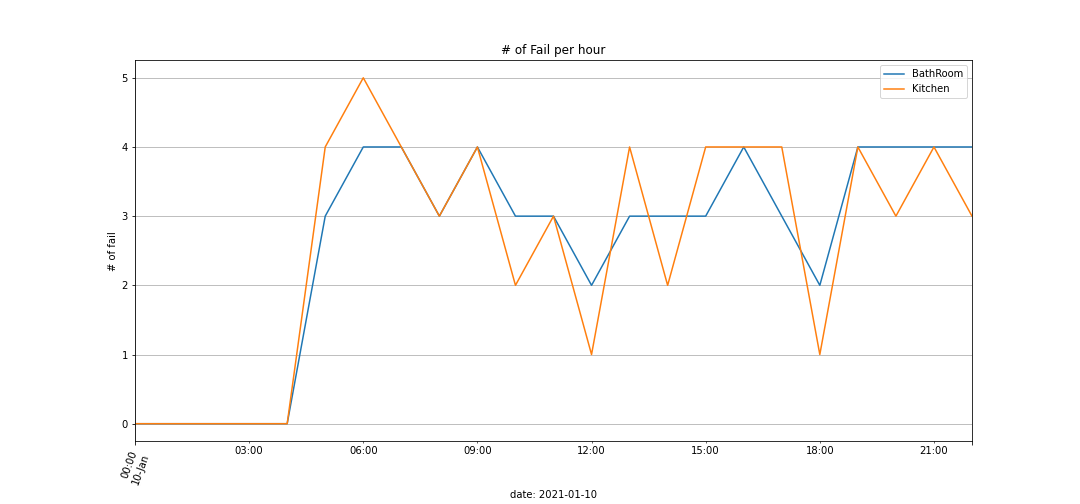 # of Fail per hour
BathRoom
Kitchen
5
4
3
2
1
0
# of fail
00:00
10-Jan
03:00
06:00
09:00
12:00
15:00
18:00
21:00
date: 2021-01-10